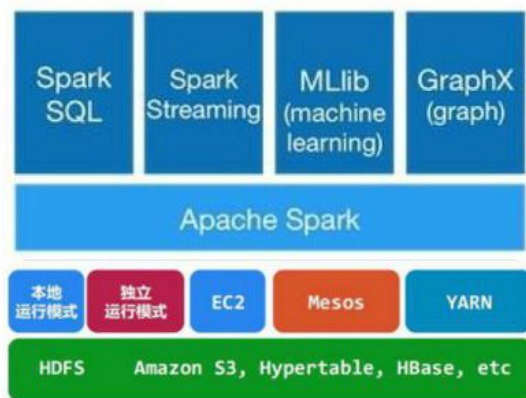 Spark
SQL
Spark
Streaming
MLlib
(machine
learning)
GraphX
(graph)
Apache Spark
本地
运行模式
独立
运行模式
EC2
Mesos
YARN
HDFS
Amazon S3, Hypertable, HBase, etc